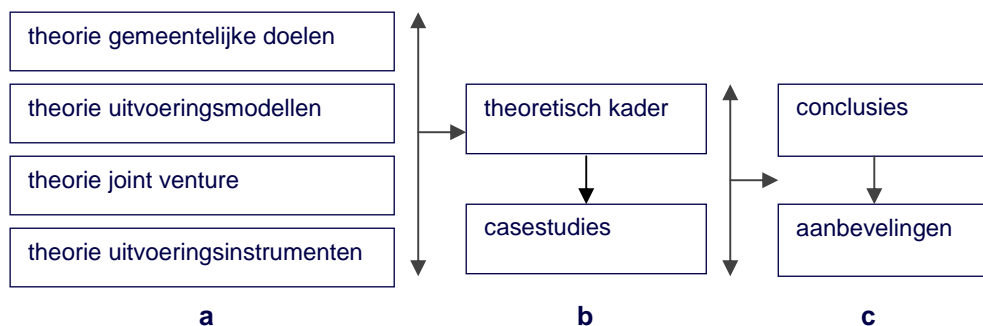 theorie gemeentelijke doelen
theorie uitvoeringsmodellen
theorie joint venture
theorie uitvoeringsinstrumenten
a
theoretisch kader
casestudies
b
conclusies
aanbevelingen
c